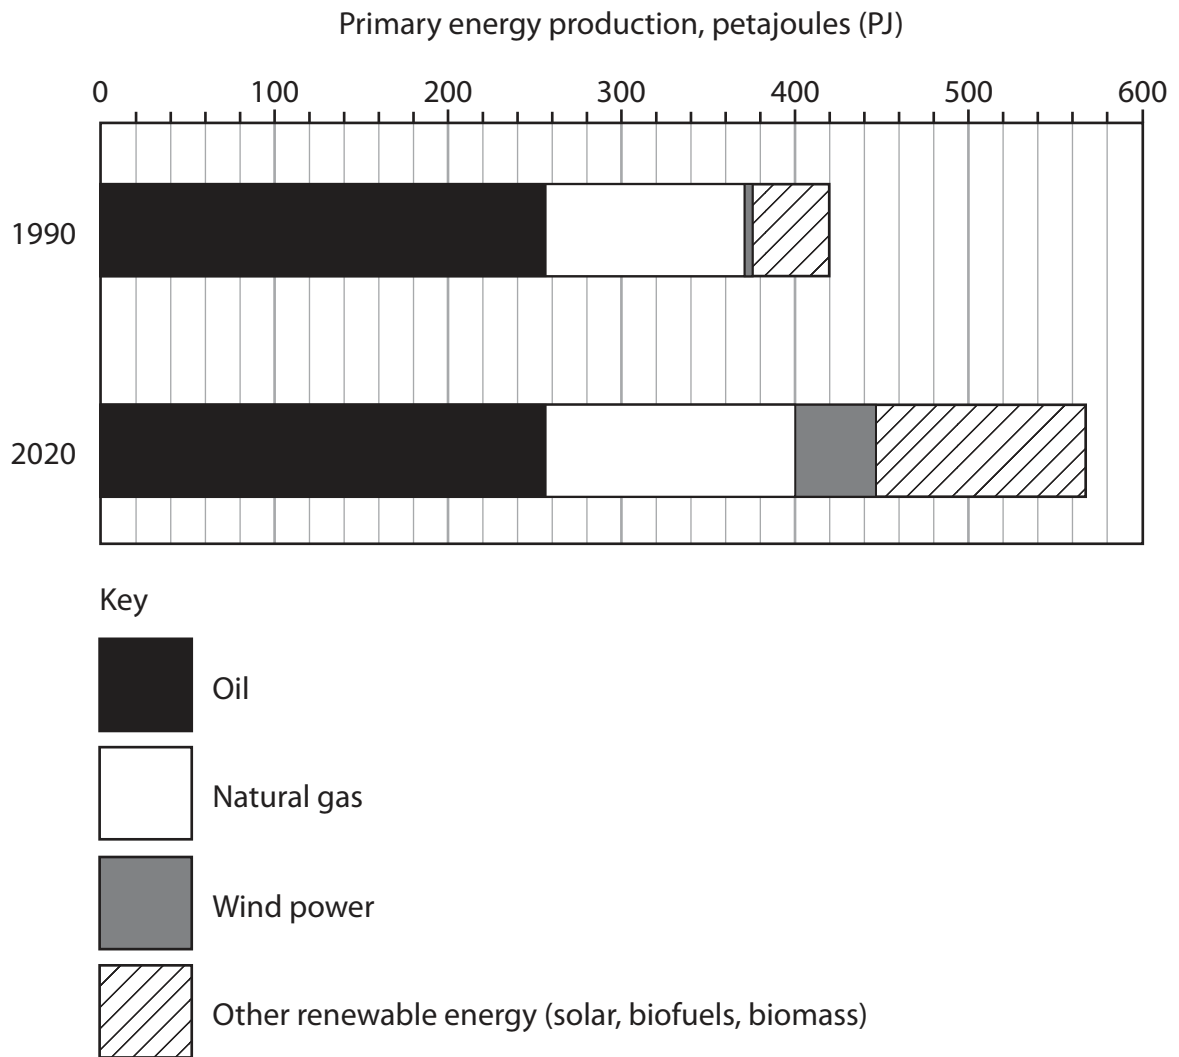 Primary energy production, petajoules (PJ)
0 100 200 300 400 500 600
1990
2020
Key
Oil
Natural gas
Wind power
Other renewable energy (solar, biofuels, biomass)